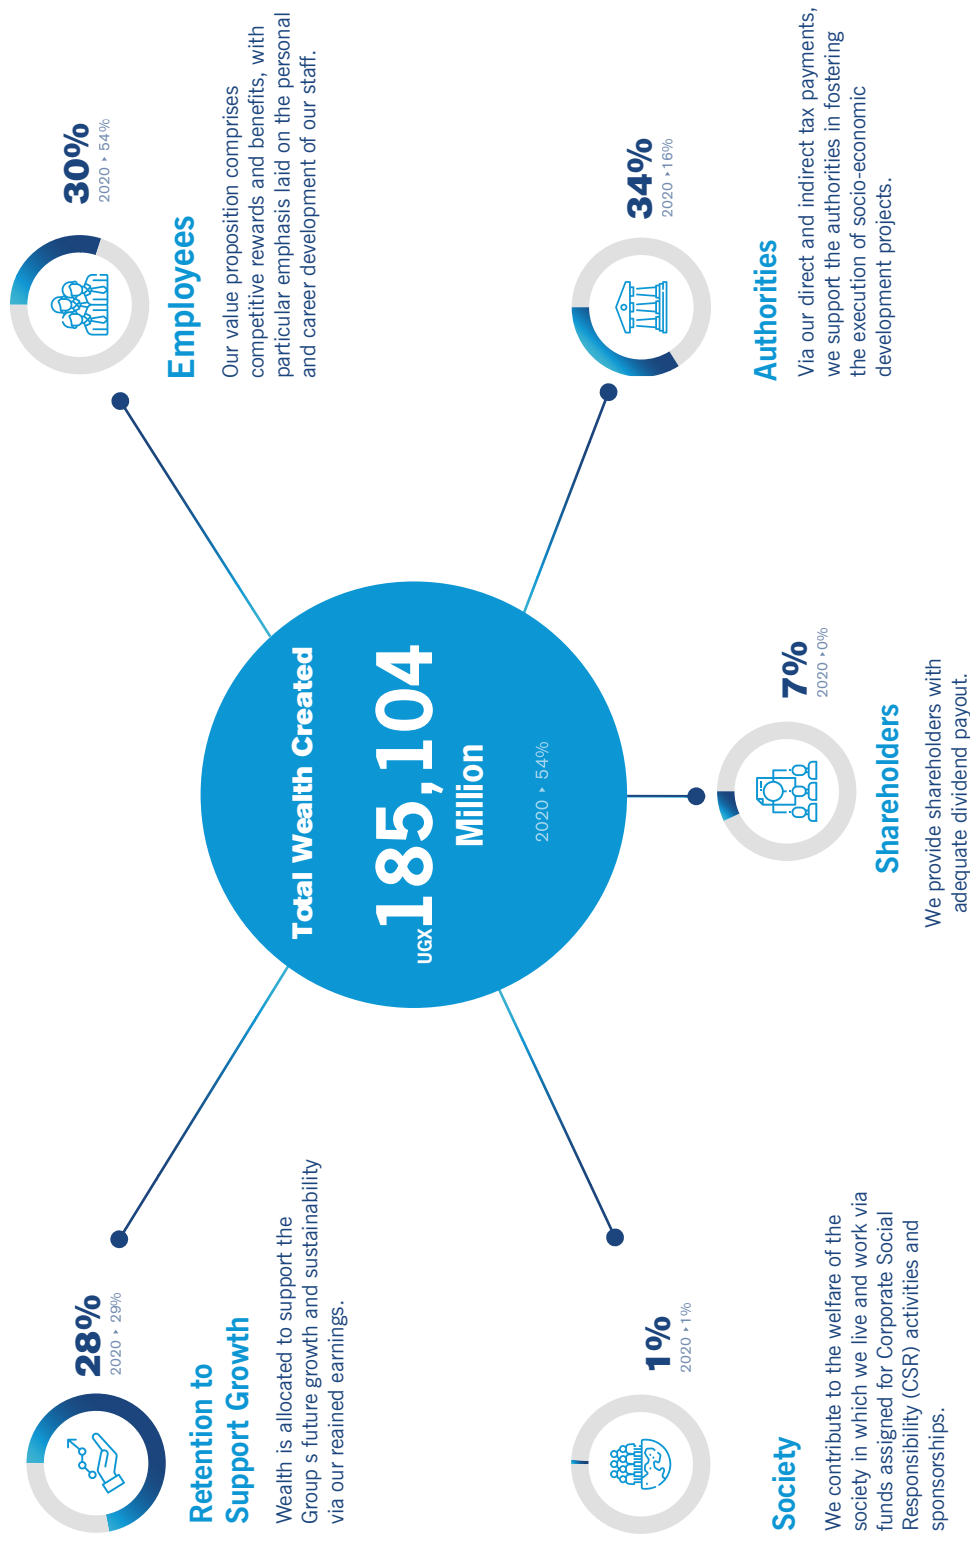 28%
2020 ▸ 29%
Retention to
Support Growth
Wealth is allocated to support the
Group s future growth and sustainability
via our reained earnings.
Total Wealth Created
UGX185,104
Million
2020 ▸ 54%
30%
2020 ▸ 54%
Employees
Our value proposition comprises
competitive rewards and benefits, with
particular emphasis laid on the personal
and career development of our staff.
1%
2020 ▸1%
Society
We contribute to the welfare of the
society in which we live and work via
funds assigned for Corporate Social
Responsibility (CSR) activities and
sponsorships.
7%
2020 ▸0%
Shareholders
We provide shareholders with
adequate dividend payout.
34%
2020 ▸16%
Authorities
Via our direct and indirect tax payments,
we support the authorities in fostering
the execution of socio-economic
development projects.